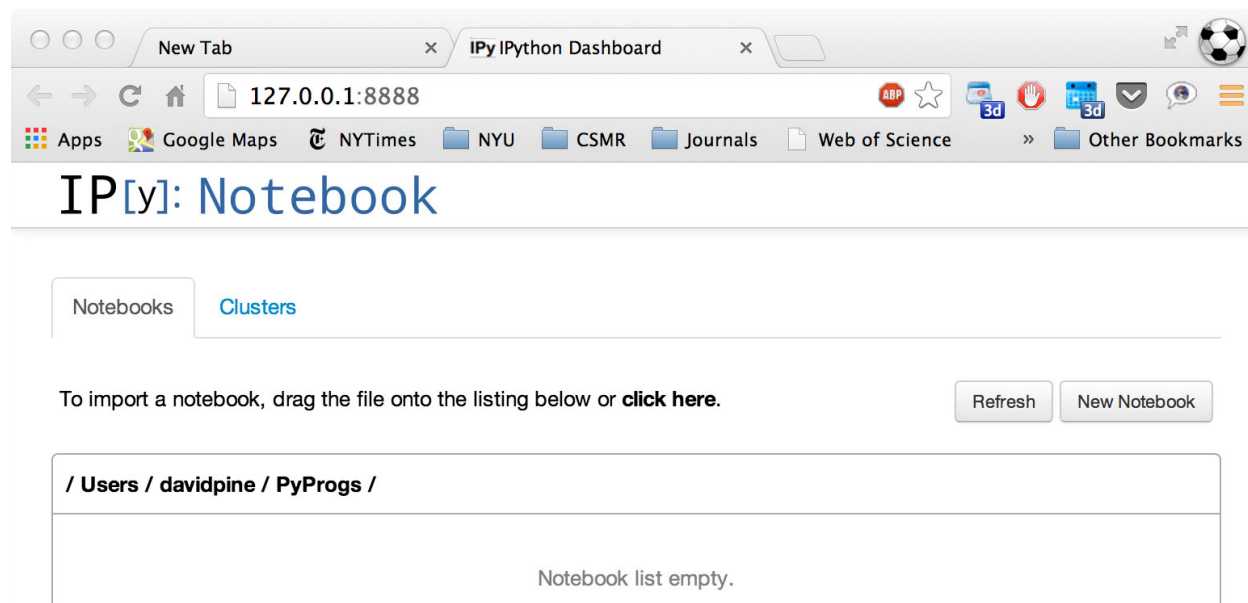 New Tab × IPy IPython Dashboard ×
127.0.0.1:8888 ABP 3d 3d
Apps Google Maps NYTimes NYU CSMR Journals Web of Science » Other Bookmarks
IP[y]: Notebook
Notebooks Clusters
To import a notebook, drag the file onto the listing below or click here. Refresh New Notebook
/ Users / davidpine / PyProgs /
Notebook list empty.